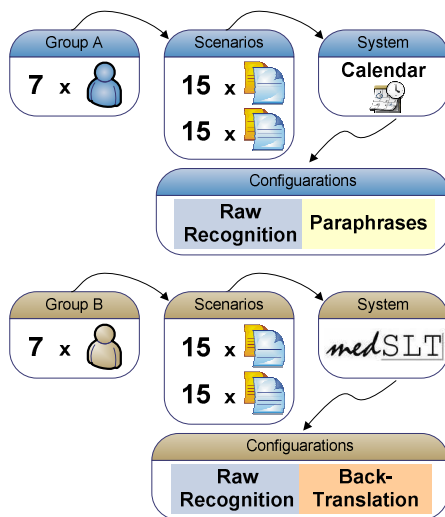 Group A
7 x
Scenarios
15 x
15 x
System
Calendar
Configuarations
Raw
Recognition
Paraphrases
Group B
7 x
Scenarios
15 x
15 x
System
medSLT
Configuarations
Raw
Recognition
Back-
Translation